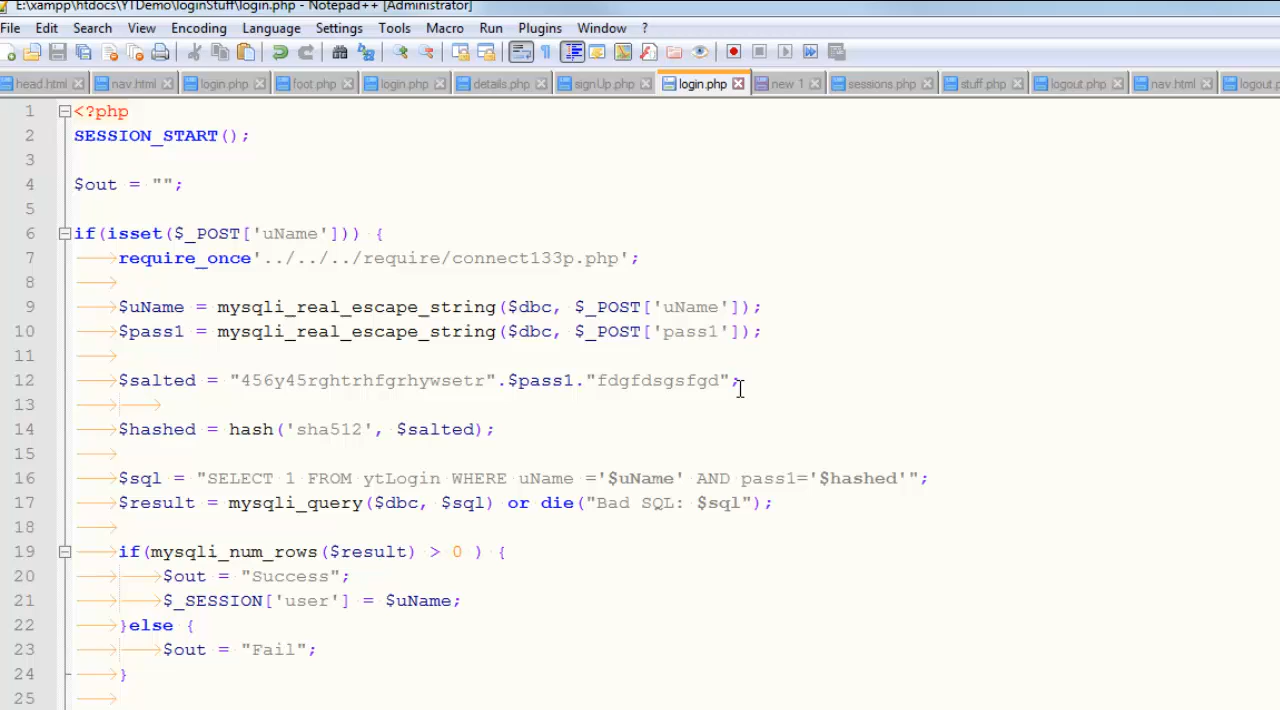 E:\xampp\htdocs\YTDemo\loginStuff\login.php - Notepad++ [Administrator]
File Edit Search View Encoding Language Settings Tools Macro Run Plugins Window ?
head.html nav.html login.php foot.php login.php details.php signUp.php login.php new 1 sessions.php stuff.php logout.php nav.html logout.p
1 <?php
2 SESSION_START();
3
4 $out = "";
5
6 if(isset($_POST['uName'])) {
7 require_once'../../../require/connect133p.php';
8
9 $uName = mysqli_real_escape_string($dbc, $_POST['uName']);
10 $pass1 = mysqli_real_escape_string($dbc, $_POST['pass1']);
11
12 $salted = "456y45rghtrhfgrhywsetr".$pass1."fdgfdsgsfgd";
13
14 $hashed = hash('sha512', $salted);
15
16 $sql = "SELECT 1 FROM ytLogin WHERE uName ='$uName' AND pass1='$hashed'";
17 $result = mysqli_query($dbc, $sql) or die("Bad SQL: $sql");
18
19 if(mysqli_num_rows($result) > 0 ) {
20 $out = "Success";
21 $_SESSION['user'] = $uName;
22 }else {
23 $out = "Fail";
24 }
25